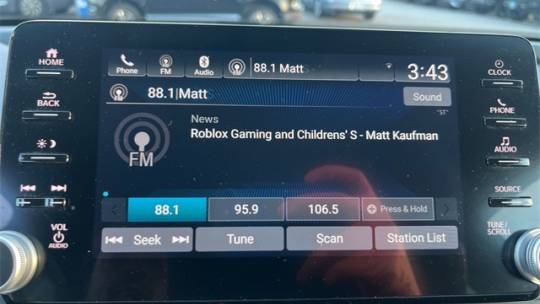 HOME
BACK
VOL
AUDIO
Phone
FM
Audio
88.1 Matt
3:43
88.1|Matt
Sound
"ST"
FM
News
Roblox Gaming and Childrens' S - Matt Kaufman
88.1
95.9
106.5
Press & Hold
Seek
Tune
Scan
Station List
CLOCK
PHONE
AUDIO
SOURCE
TUNE/
SCROLL